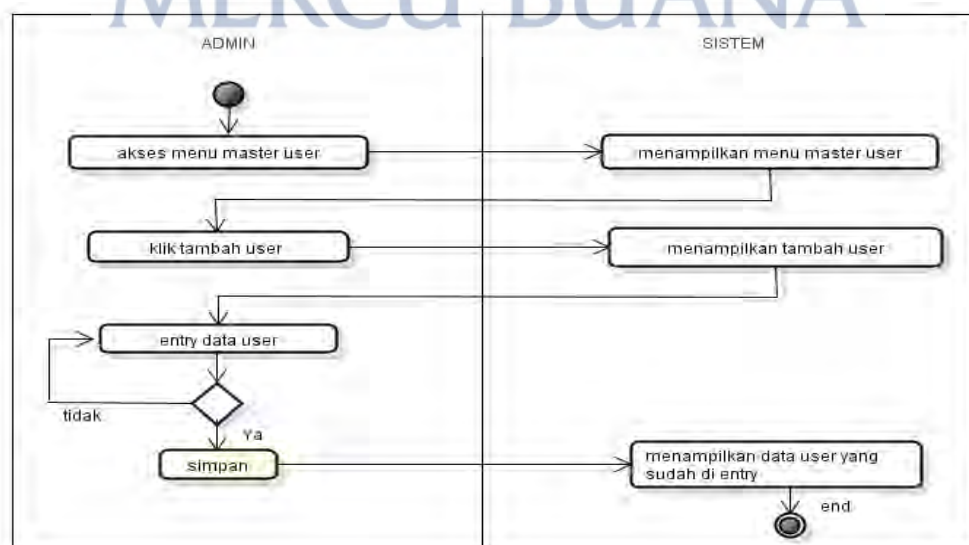 MERCU BUANA
ADMIN
SISTEM
akses menu master user
menampilkan menu master user
klik tambah user
menampilkan tambah user
entry data user
tidak
Ya
simpan
menampilkan data user yang
sudah di entry
end